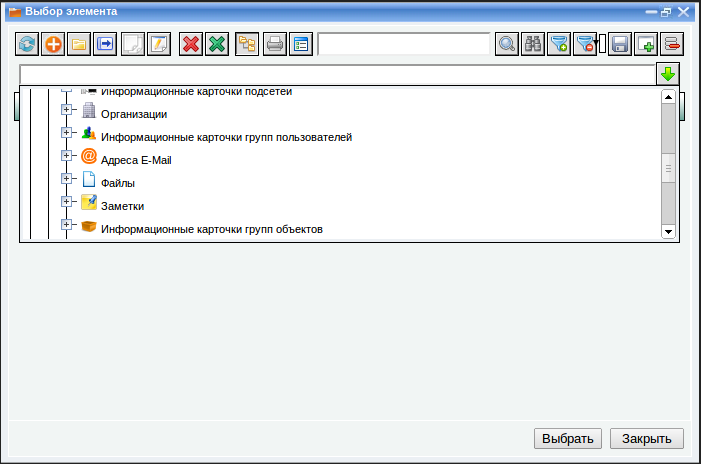 Выбор элемента
Информационные карточки подсетей
Организации
Информационные карточки групп пользователей
Адреса E-Mail
Файлы
Заметки
Информационные карточки групп объектов
Выбрать
Закрыть